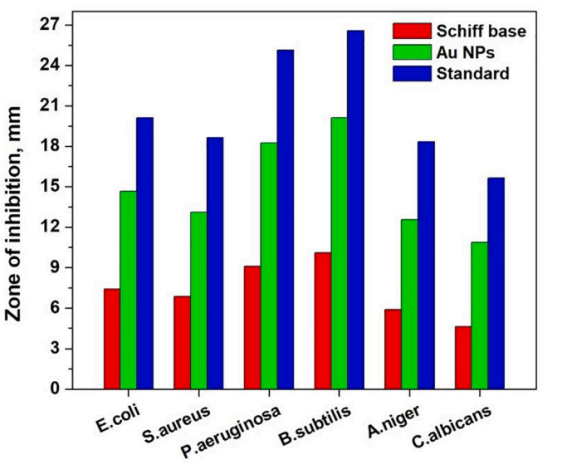 Zone of inhibition, mm
27
24
21
18
15
12
9
6
3
0
Schiff base
Au NPs
Standard
E.coli
S.aureus
P.aeruginosa
B.subtilis
A.niger
C.albicans